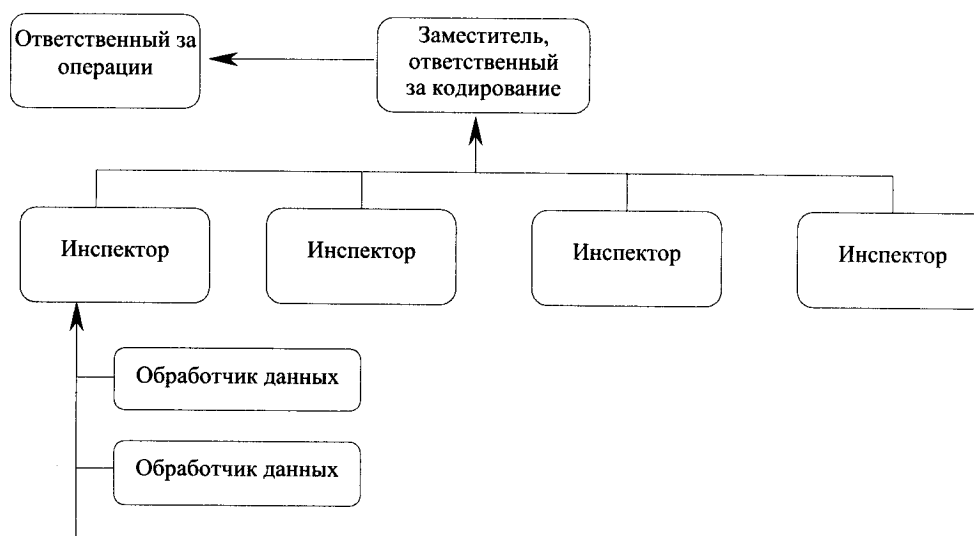 Ответственный за
операции
Заместитель,
ответственный
за кодирование
Инспектор
Инспектор
Инспектор
Инспектор
Обработчик данных
Обработчик данных